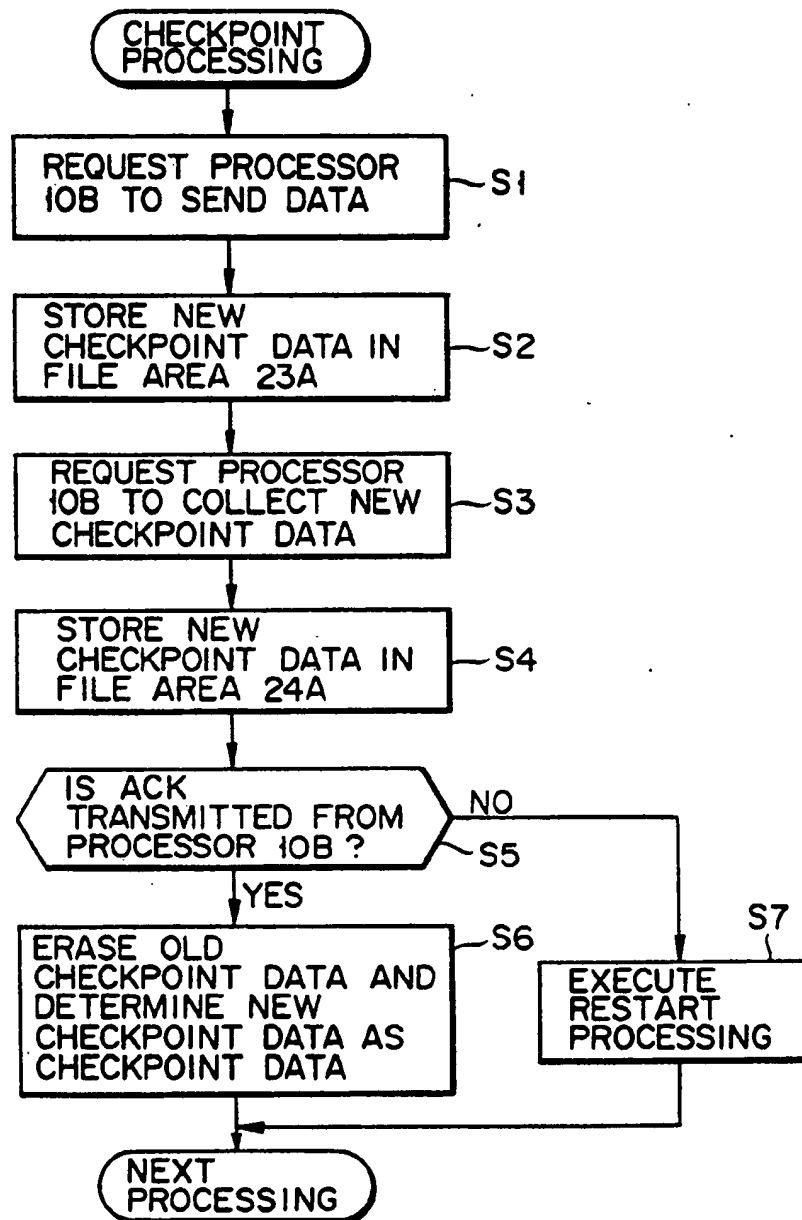 CHECKPOINT
PROCESSING
REQUEST PROCESSOR
10B TO SEND DATA
S1
STORE NEW
CHECKPOINT DATA IN
FILE AREA 23A
S2
REQUEST PROCESSOR
10B TO COLLECT NEW
CHECKPOINT DATA
S3
STORE NEW
CHECKPOINT DATA IN
FILE AREA 24A
S4
IS ACK
TRANSMITTED FROM
PROCESSOR 10B ?
S5
NO
YES
ERASE OLD
CHECKPOINT DATA AND
DETERMINE NEW
CHECKPOINT DATA AS
CHECKPOINT DATA
S6
S7
EXECUTE
RESTART
PROCESSING
NEXT
PROCESSING